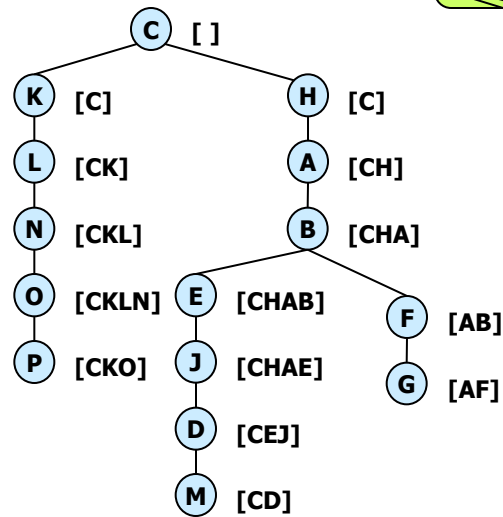 C [ ]
K [C] H [C]
L [CK] A [CH]
N [CKL] B [CHA]
O [CKLN] E [CHAB] F [AB]
P [CKO] J [CHAE] G [AF]
D [CEJ]
M [CD]